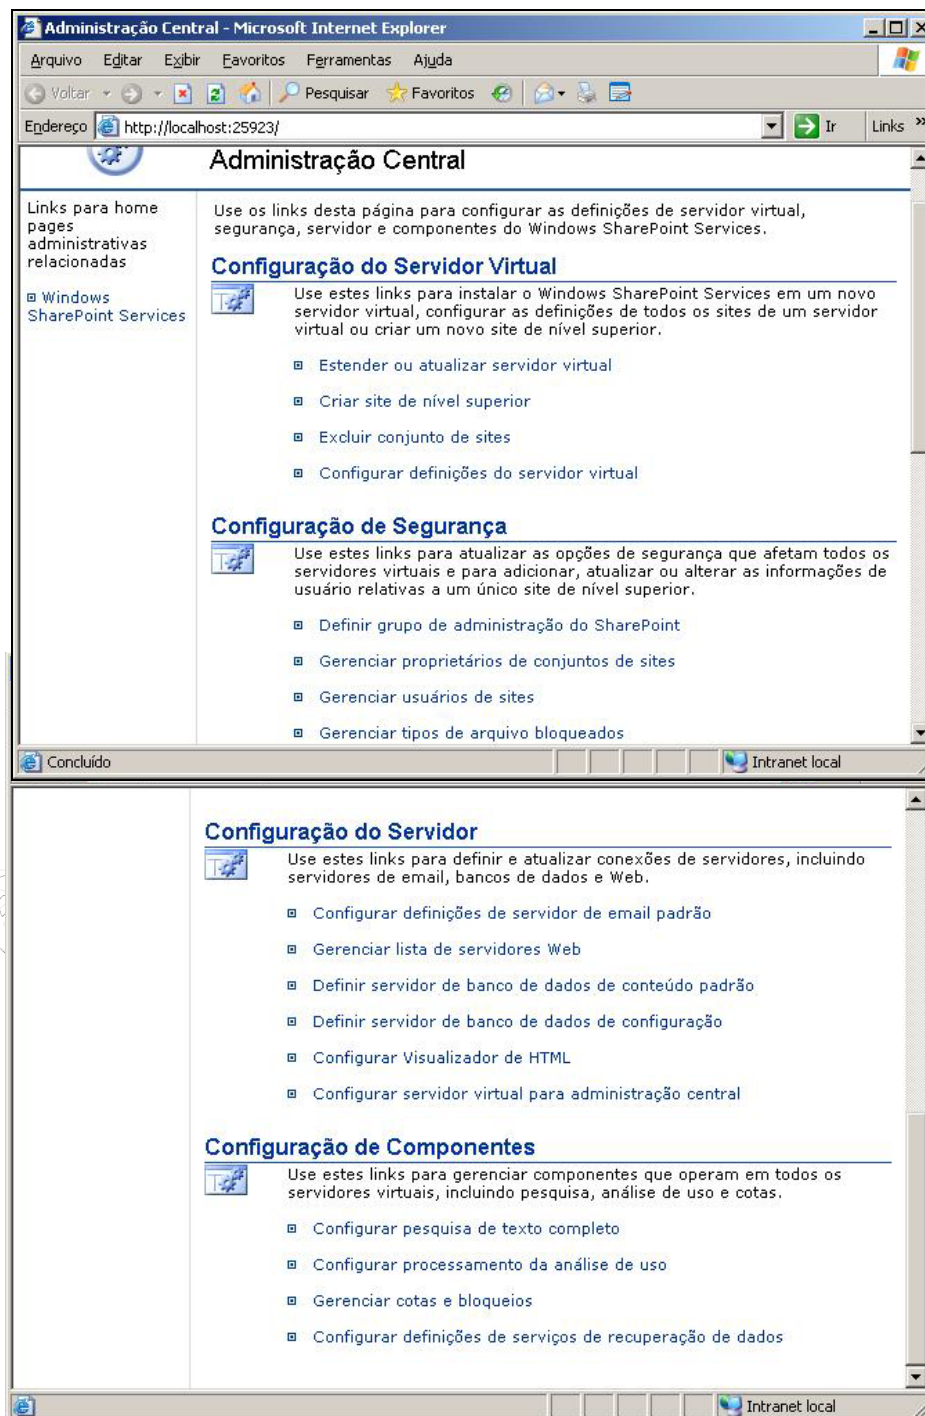 Administração Central - Microsoft Internet Explorer
Arquivo Editar Exibir Favoritos Ferramentas Ajuda
Voltar Pesquisar Favoritos
Endereço http://localhost:25923/ Ir Links »
Administração Central
Links para home
pages
administrativas
relacionadas
Windows
SharePoint Services
Use os links desta página para configurar as definições de servidor virtual,
segurança, servidor e componentes do Windows SharePoint Services.
Configuração do Servidor Virtual
Use estes links para instalar o Windows SharePoint Services em um novo
servidor virtual, configurar as definições de todos os sites de um servidor
virtual ou criar um novo site de nível superior.
Estender ou atualizar servidor virtual
Criar site de nível superior
Excluir conjunto de sites
Configurar definições do servidor virtual
Configuração de Segurança
Use estes links para atualizar as opções de segurança que afetam todos os
servidores virtuais e para adicionar, atualizar ou alterar as informações de
usuário relativas a um único site de nível superior.
Definir grupo de administração do SharePoint
Gerenciar proprietários de conjuntos de sites
Gerenciar usuários de sites
Gerenciar tipos de arquivo bloqueados
Concluído Intranet local
Configuração do Servidor
Use estes links para definir e atualizar conexões de servidores, incluindo
servidores de email, bancos de dados e Web.
Configurar definições de servidor de email padrão
Gerenciar lista de servidores Web
Definir servidor de banco de dados de conteúdo padrão
Definir servidor de banco de dados de configuração
Configurar Visualizador de HTML
Configurar servidor virtual para administração central
Configuração de Componentes
Use estes links para gerenciar componentes que operam em todos os
servidores virtuais, incluindo pesquisa, análise de uso e cotas.
Configurar pesquisa de texto completo
Configurar processamento da análise de uso
Gerenciar cotas e bloqueios
Configurar definições de serviços de recuperação de dados
Intranet local